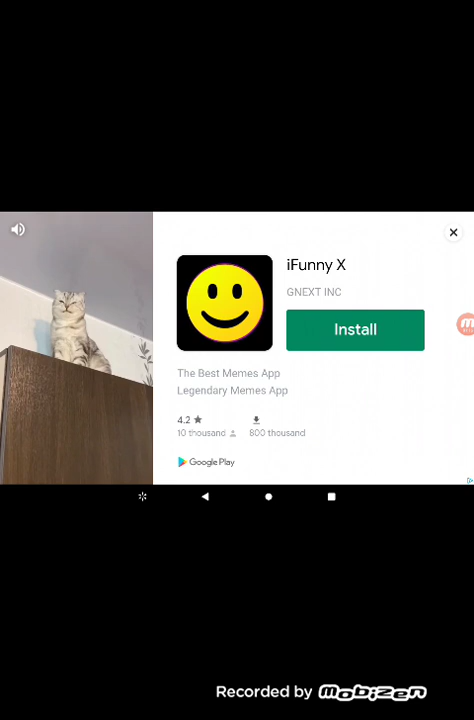 iFunny X
GNEXT INC
Install
The Best Memes App
Legendary Memes App
4.2
10 thousand
800 thousand
Google Play
Recorded by mobizen